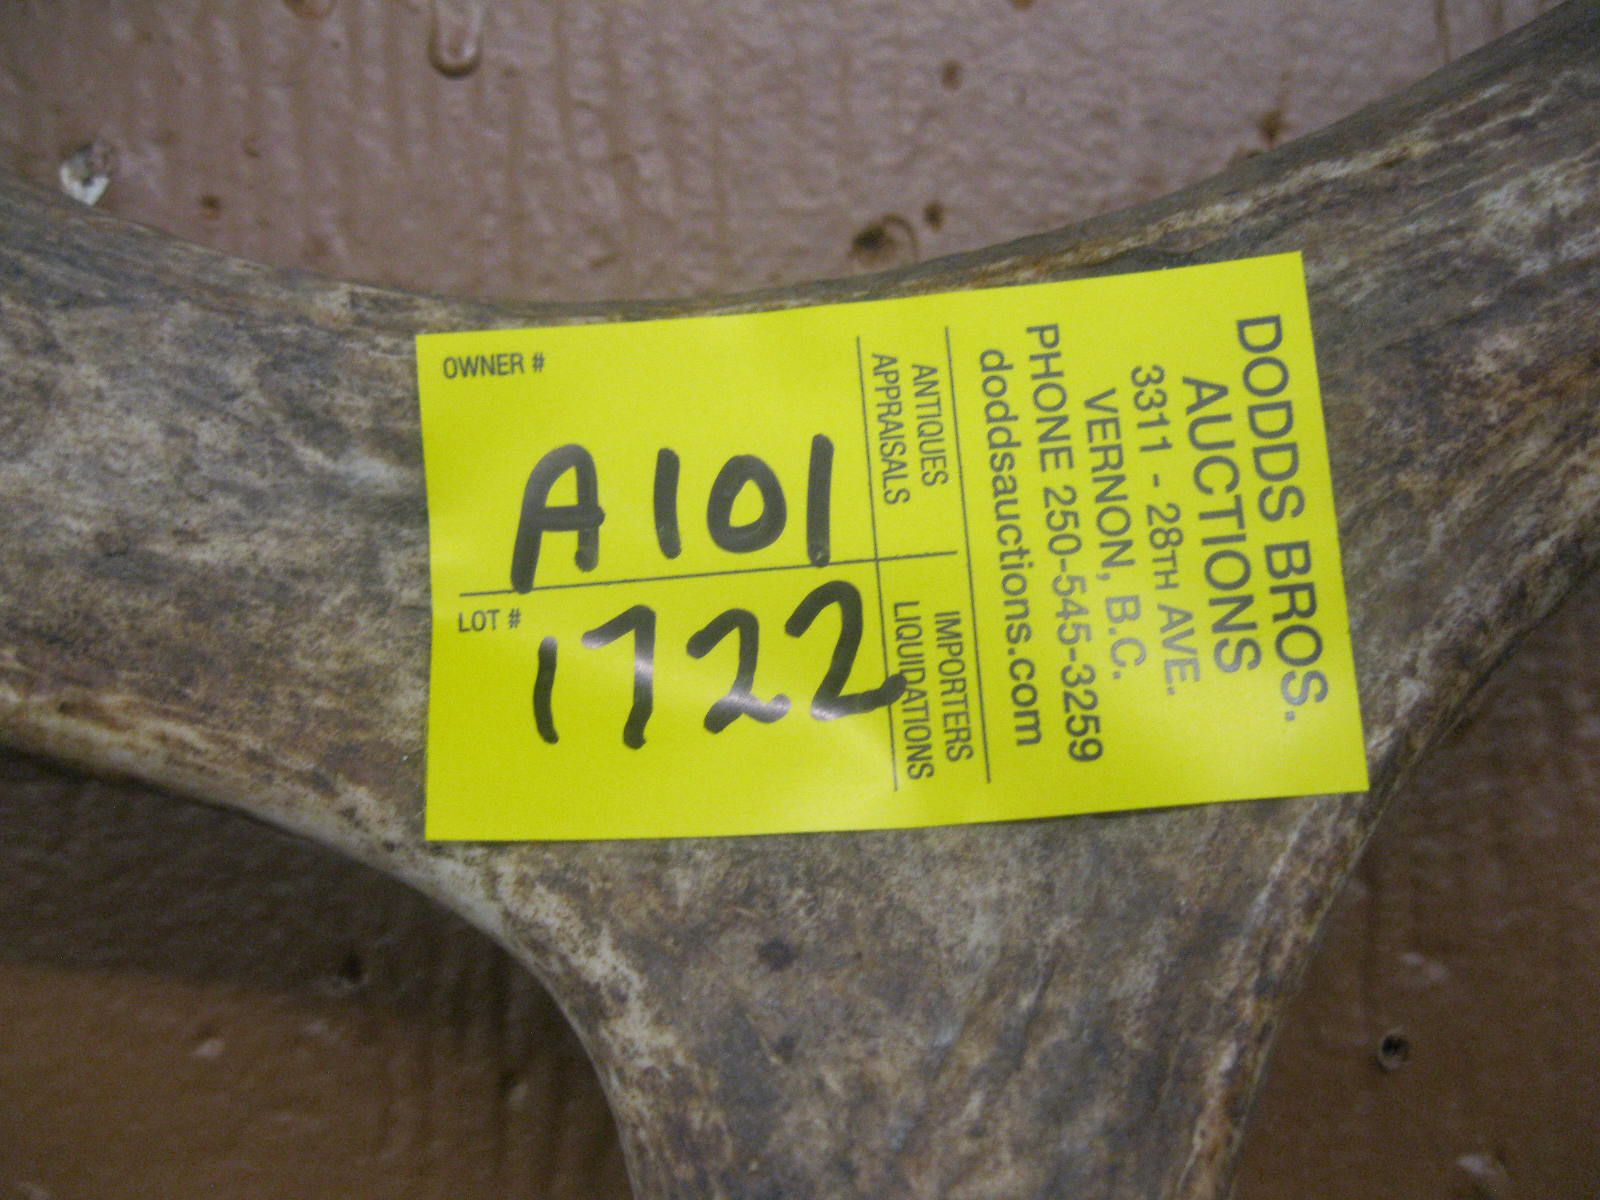 DODDS BROS.
AUCTIONS
3311 - 28TH AVE.
VERNON, B.C.
PHONE 250-545-3259
doddsauctions.com
ANTIQUES
APPRAISALS
IMPORTERS
LIQUIDATIONS
OWNER #
A101
LOT #
1722